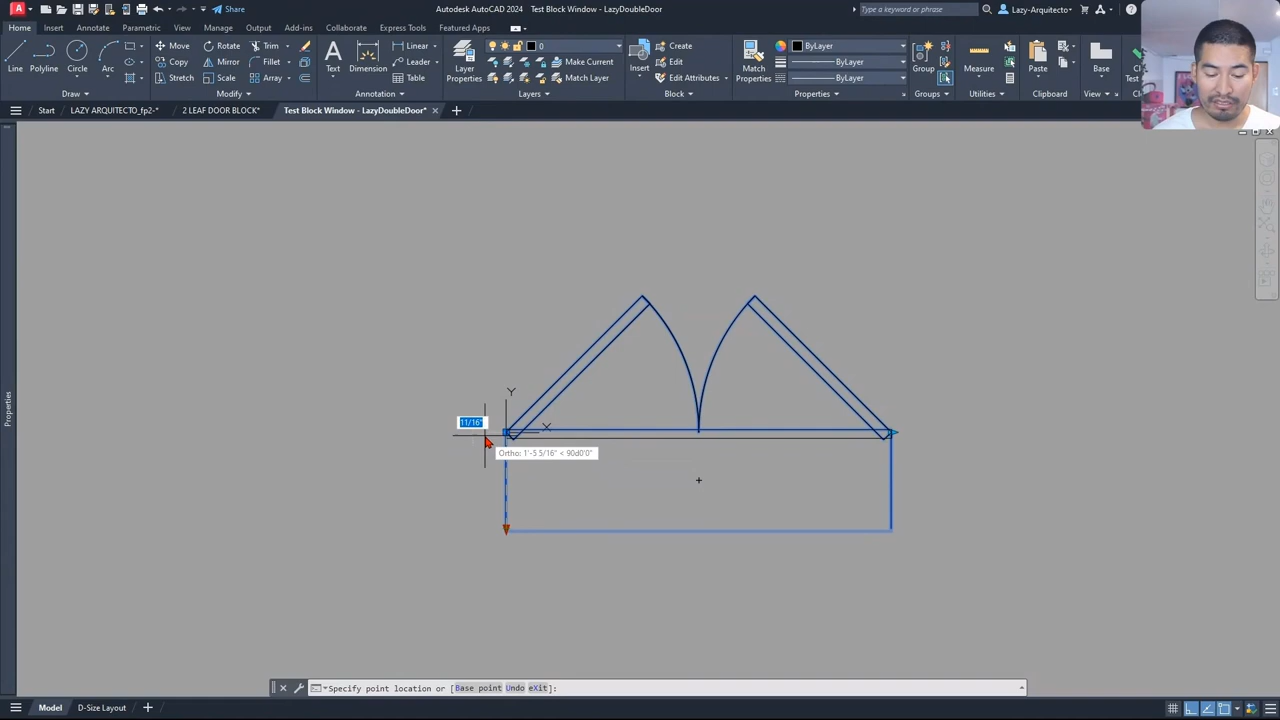 Share
Autodesk AutoCAD 2024 Test Block Window - LazyDoubleDoor
Type a keyword or phrase
Lazy-Arquitecto
Home Insert Annotate Parametric View Manage Output Add-ins Collaborate Express Tools Featured Apps
Line Polyline Circle Arc
Move Rotate Trim
Copy Mirror Fillet
Stretch Scale Array
Text Dimension
Linear
Leader
Table
Layer Properties
0
Make Current
Match Layer
Insert
Create
Edit
Edit Attributes
Match Properties
ByLayer
ByLayer
ByLayer
Group
Measure
Paste
Base
Draw Modify Annotation Layers Block Properties Groups Utilities Clipboard View
Start LAZY ARQUITECTO_fp2-* 2 LEAF DOOR BLOCK* Test Block Window - LazyDoubleDoor*
Properties
Y
X
11/16"
Ortho: 1'-5 5/16" < 90d0'0"
Specify point location or [Base point Undo eXit]:
Model D-Size Layout